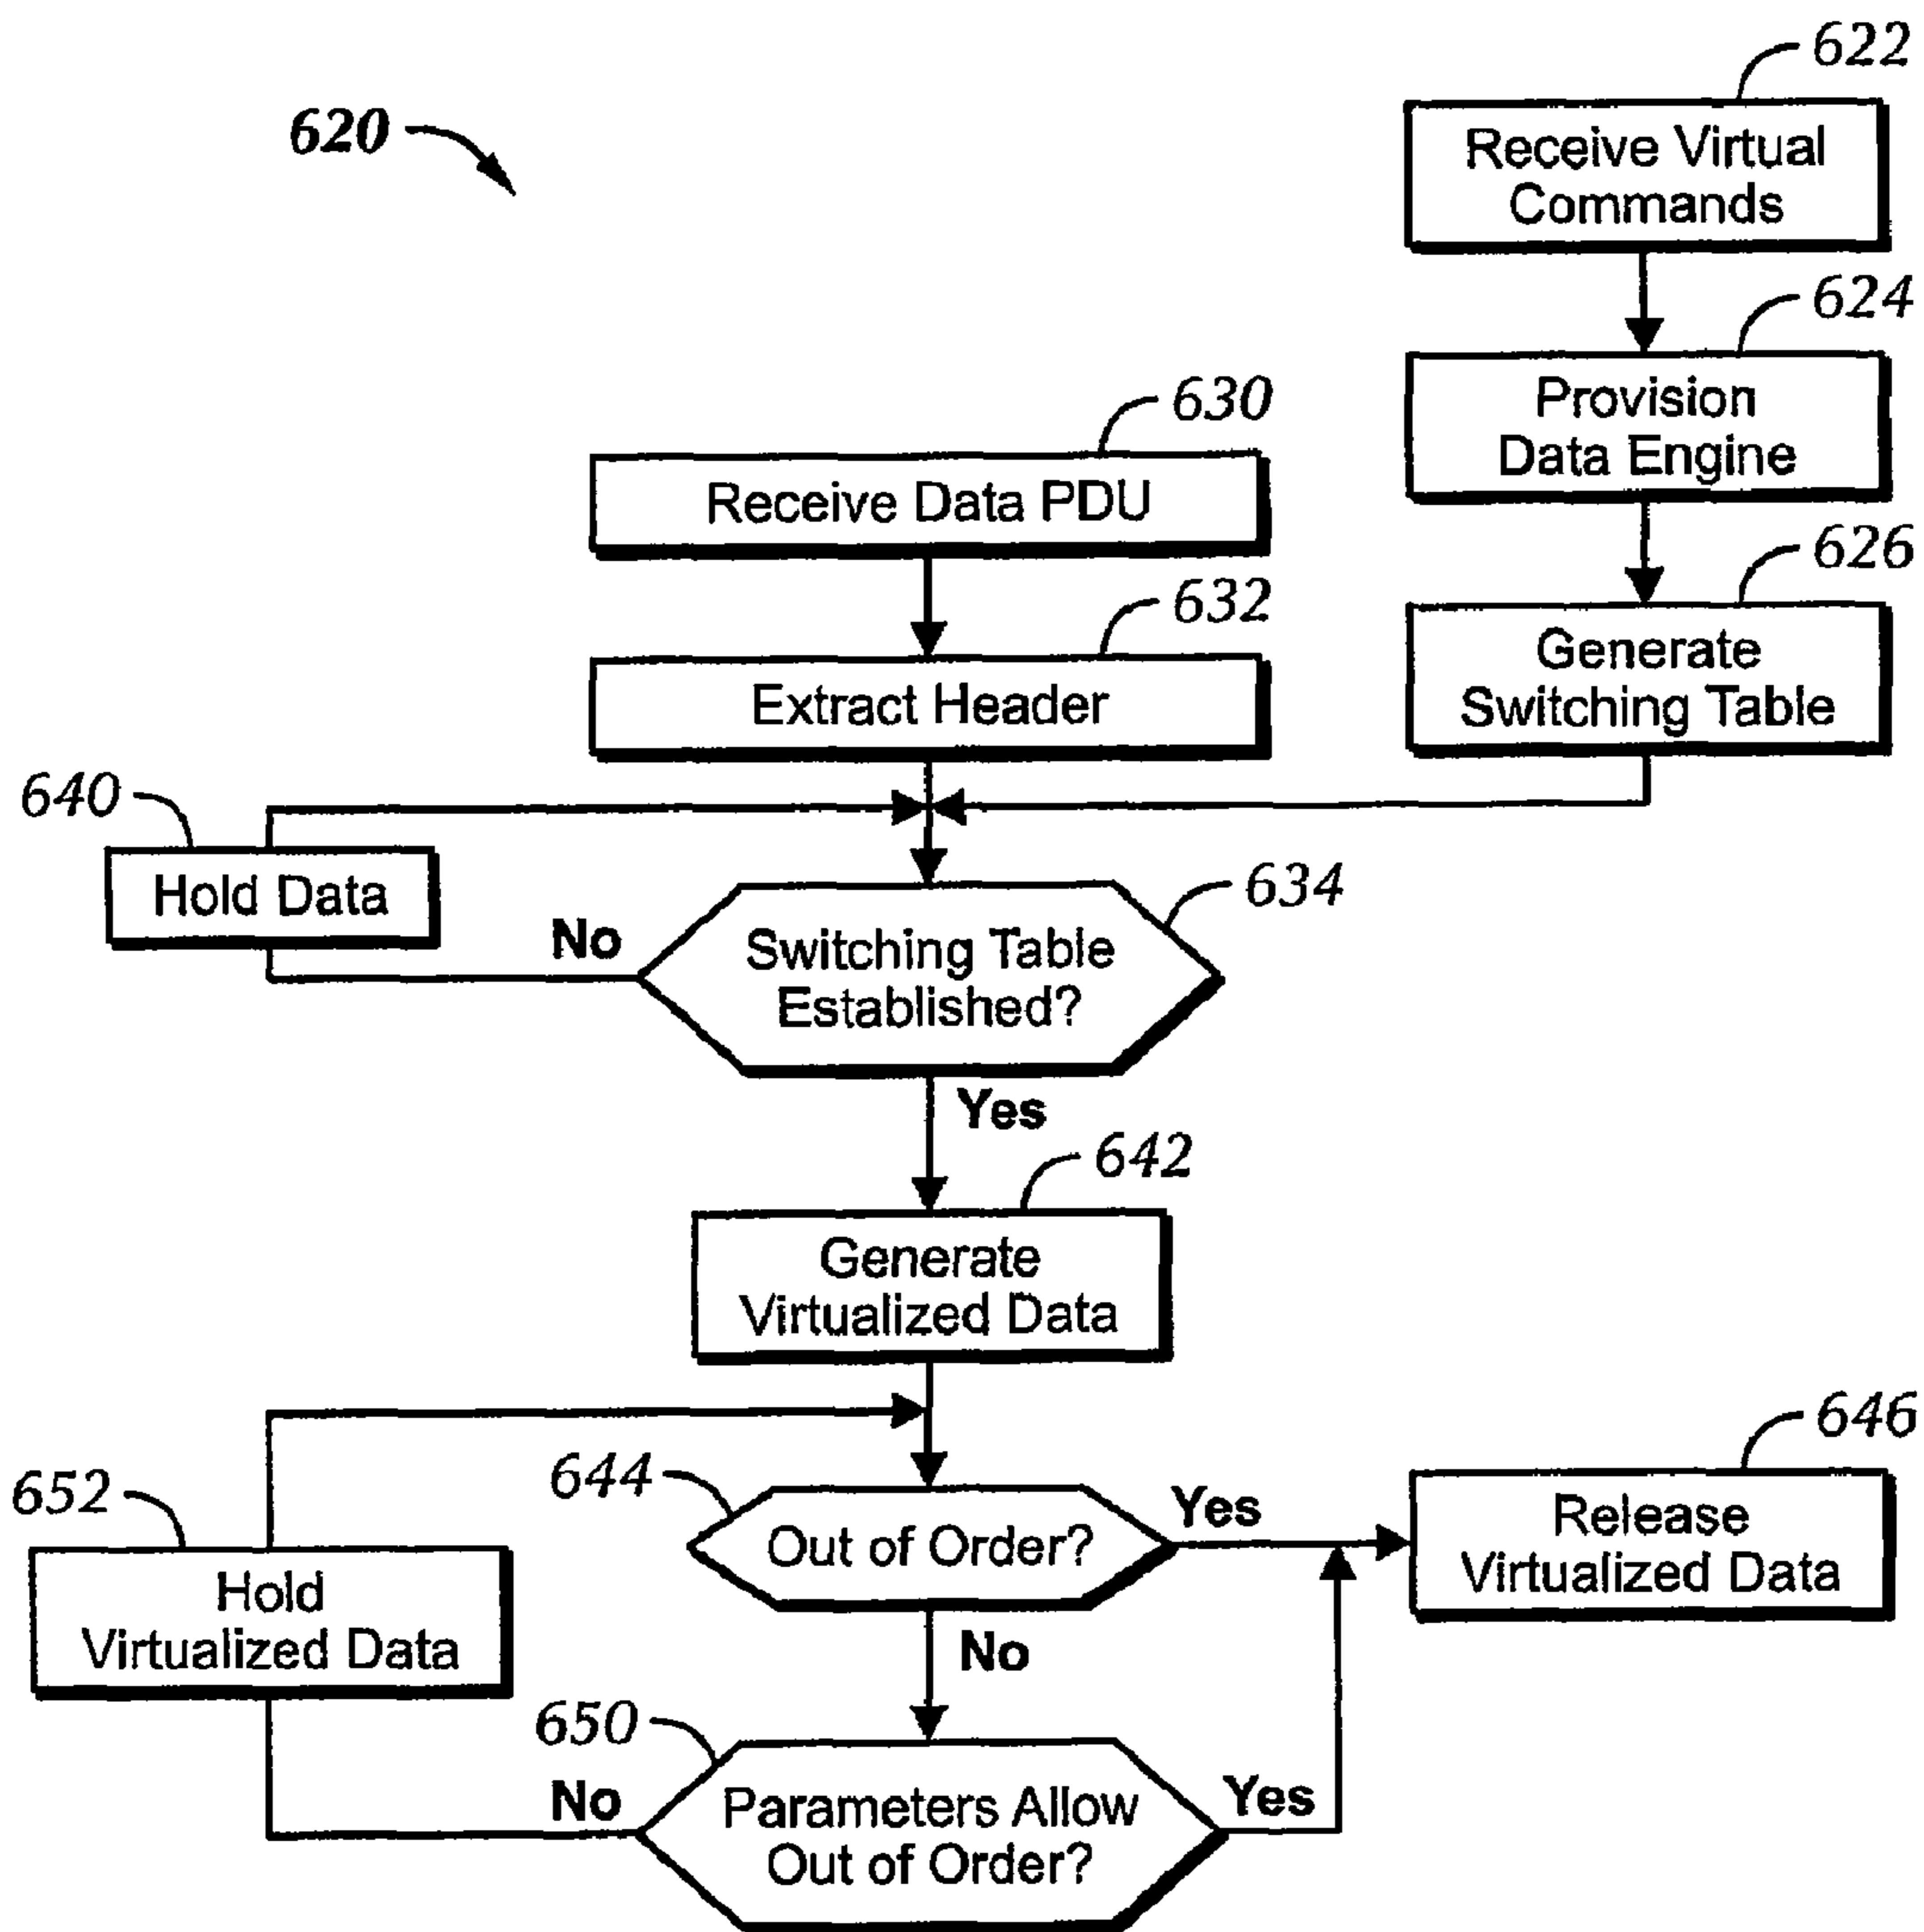 620
622
Receive Virtual
Commands
624
Provision
Data Engine
626
Generate
Switching Table
630
Receive Data PDU
632
Extract Header
640
Hold Data
634
Switching Table
Established?
No
Yes
642
Generate
Virtualized Data
644
Out of Order?
Yes
No
646
Release
Virtualized Data
652
Hold
Virtualized Data
650
Parameters Allow
Out of Order?
No
Yes